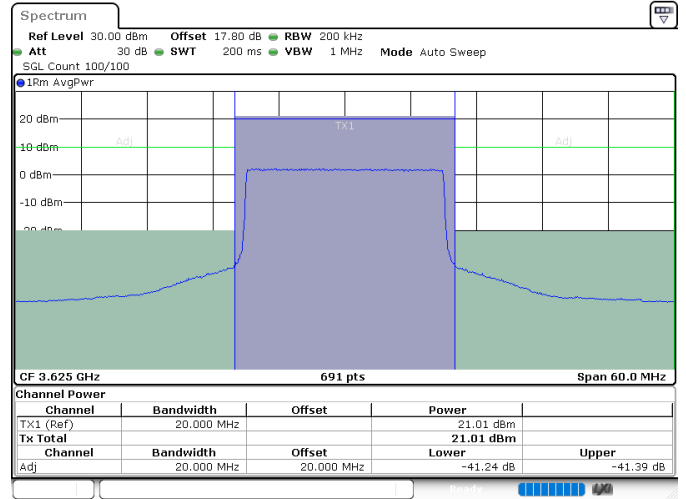 Spectrum
Ref Level 30.00 dBm Offset 17.80 dB RBW 200 kHz
Att 30 dB SWT 200 ms VBW 1 MHz Mode Auto Sweep
SGL Count 100/100
1Rm AvgPwr
TX1
20 dBm
Adj Adj
10 dBm
0 dBm
-10 dBm
-20 dBm
CF 3.625 GHz 691 pts Span 60.0 MHz
Channel Power
Channel Bandwidth Offset Power
TX1 (Ref) 20.000 MHz 21.01 dBm
Tx Total 21.01 dBm
Channel Bandwidth Offset Lower Upper
Adj 20.000 MHz 20.000 MHz -41.24 dB -41.39 dB
Ready